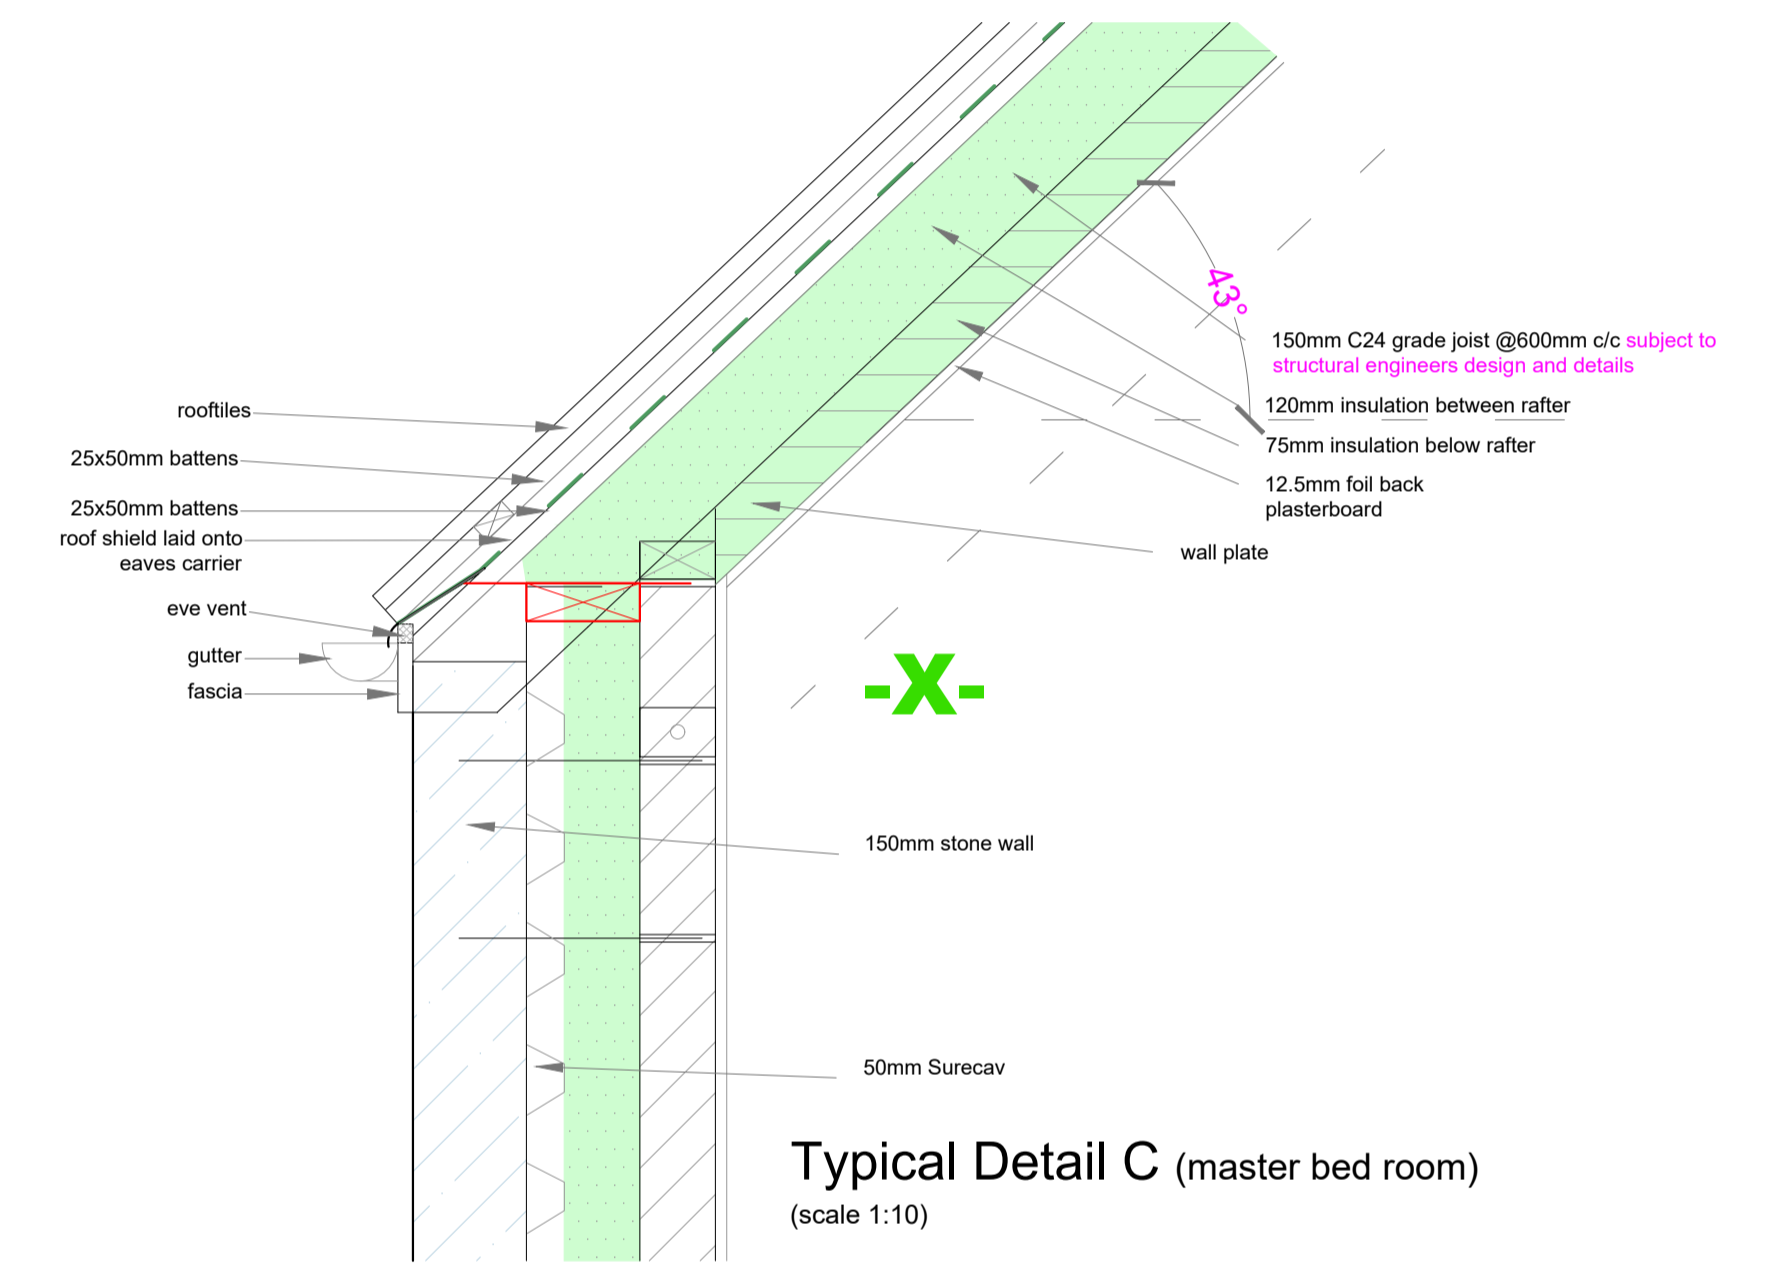 43°
150mm C24 grade joist @600mm c/c subject to
structural engineers design and details
120mm insulation between rafter
75mm insulation below rafter
12.5mm foil back
plasterboard
wall plate
rooftiles
25x50mm battens
25x50mm battens
roof shield laid onto
eaves carrier
eve vent
gutter
fascia
-X-
150mm stone wall
50mm Surecav
Typical Detail C (master bed room)
(scale 1:10)